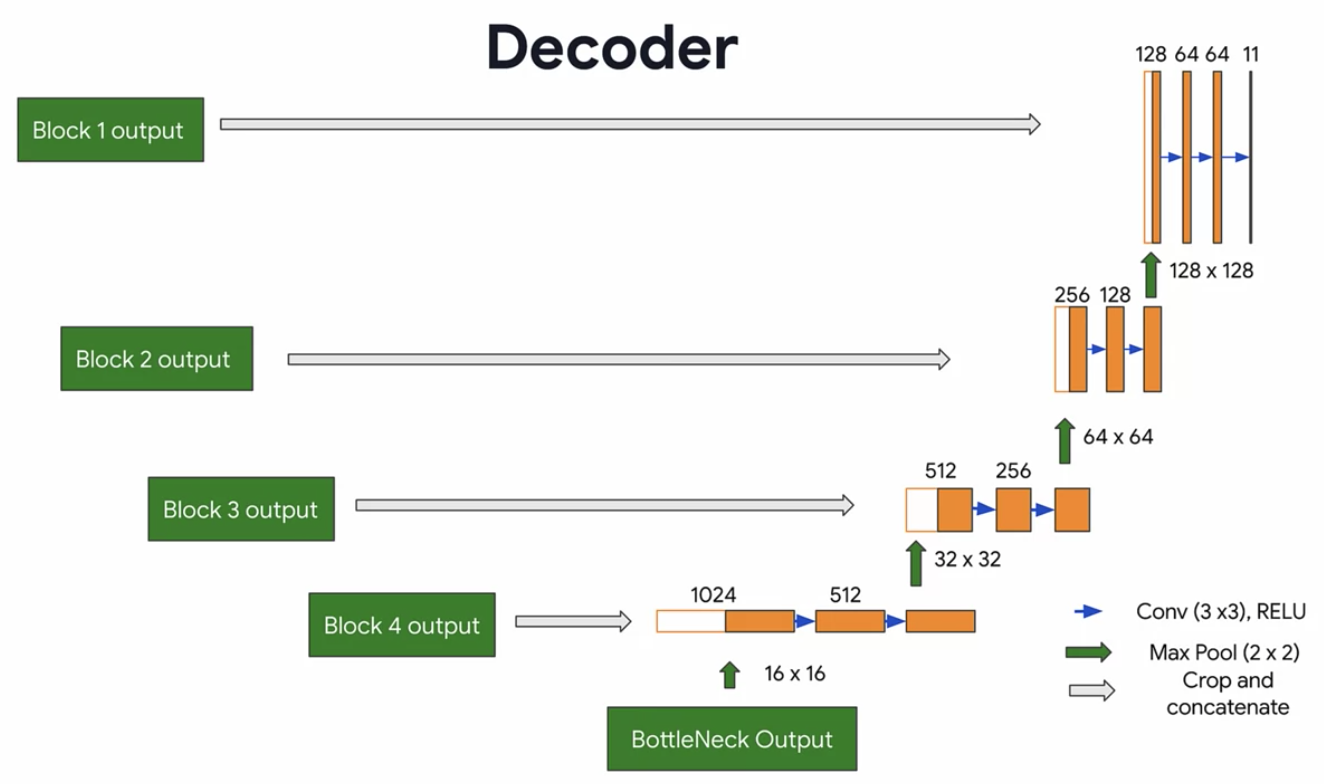 Decoder
128 64 64 11
Block 1 output
128 x 128
256 128
Block 2 output
64 x 64
512 256
Block 3 output
32 x 32
1024 512
Block 4 output
16 x 16
BottleNeck Output
Conv (3 x3), RELU
Max Pool (2 x 2)
Crop and
concatenate